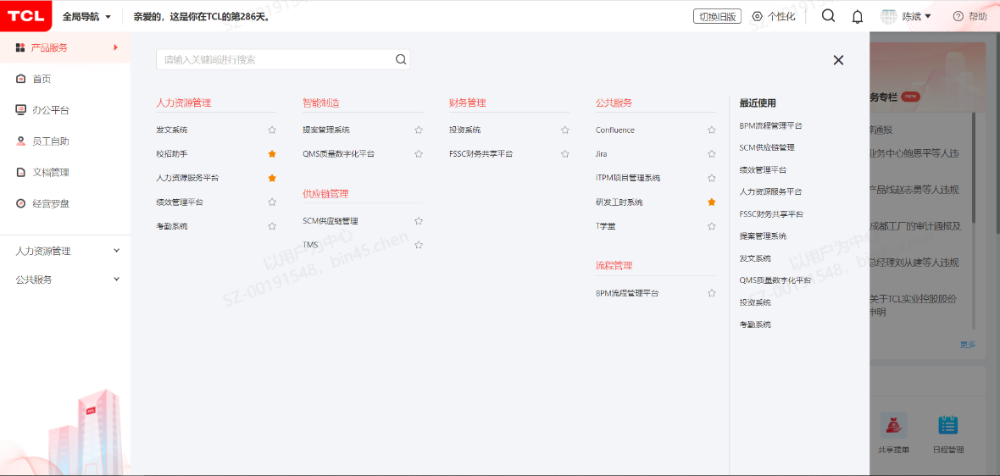 TCL 全局导航 亲爱的，这是你在TCL的第286天。 切换旧版 个性化 陈斌 帮助
产品服务
首页
办公平台
员工自助
文档管理
经营罗盘
人力资源管理
公共服务
TCL
请输入关键词进行搜索
人力资源管理
发文系统
校招助手
人力资源服务平台
绩效管理平台
考勤系统
智能制造
提案管理系统
QMS质量数字化平台
供应链管理
SCM供应链管理
TMS
财务管理
投资系统
FSSC财务共享平台
公共服务
Confluence
Jira
ITPM项目管理系统
研发工时系统
T学堂
流程管理
BPM流程管理平台
最近使用
BPM流程管理平台
SCM供应链管理
绩效管理平台
人力资源服务平台
FSSC财务共享平台
提案管理系统
发文系统
QMS质量数字化平台
投资系统
考勤系统
务专栏 new
通报
业务中心鲍恩平等人违
产品线赵志勇等人违规
成都工厂的审计通报及
总经理刘从建等人违规
关于TCL实业控股股份
申明
更多
共享提单
日程管理
以用户为中心
SZ-00191548，bin45.chen
以用户为中心
SZ-00191548，bin45.chen